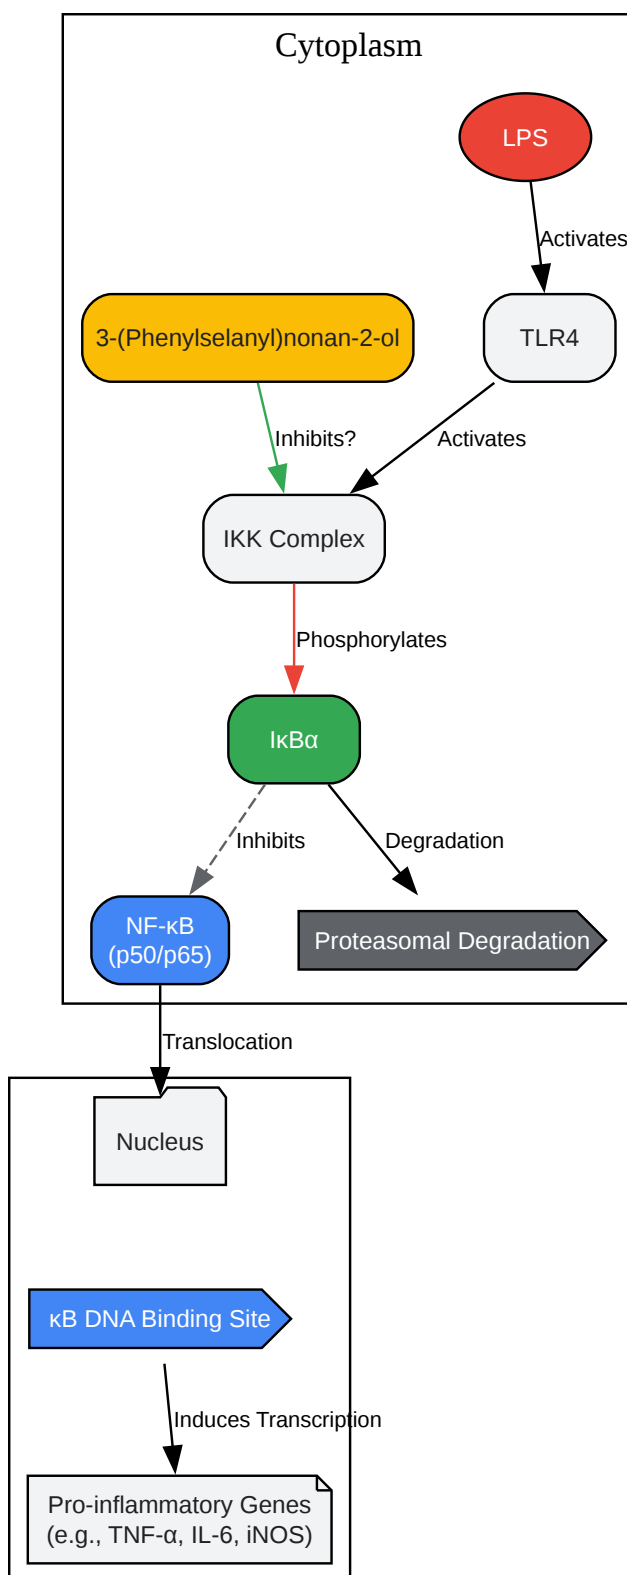 Cytoplasm
LPS
Activates
3-(Phenylselanyl)nonan-2-ol
TLR4
Inhibits?
Activates
IKK Complex
Phosphorylates
IκBα
Inhibits
Degradation
NF-κB
(p50/p65)
Proteasomal Degradation
Translocation
Nucleus
κB DNA Binding Site
Induces Transcription
Pro-inflammatory Genes
(e.g., TNF-α, IL-6, iNOS)